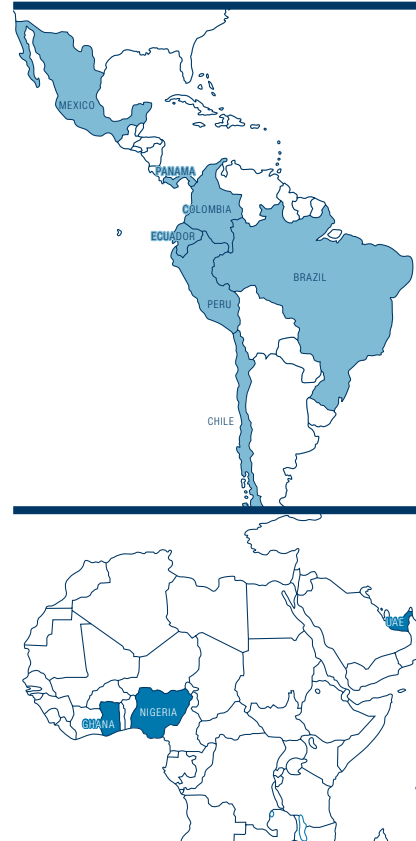 MEXICO
PANAMA
COLOMBIA
ECUADOR
BRAZIL
PERU
CHILE
UAE
NIGERIA
GHANA